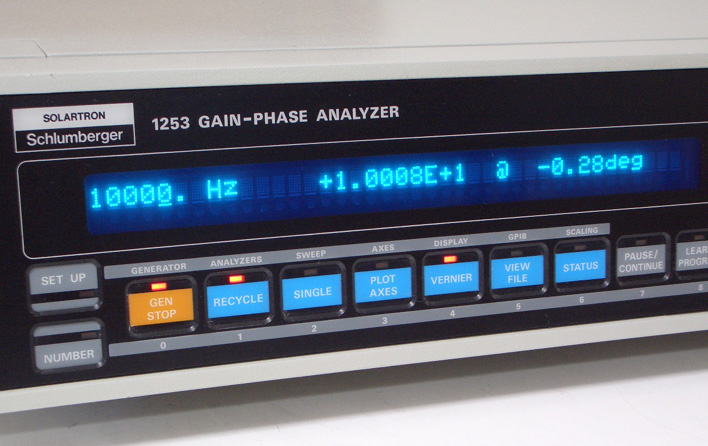 SOLARTRON
Schlumberger
1253 GAIN-PHASE ANALYZER
10000. Hz +1.0008E+1 @ -0.28deg
GENERATOR ANALYZERS SWEEP AXES DISPLAY GPIB SCALING
SET UP
GEN STOP
RECYCLE
SINGLE
PLOT AXES
VERNIER
VIEW FILE
STATUS
PAUSE/ CONTINUE
LEAR
PROGR
NUMBER
0 1 2 3 4 5 6 7 8